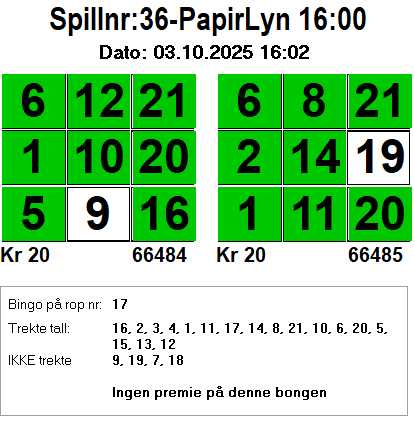 Spillnr:36-PapirLyn 16:00
Dato: 03.10.2025 16:02
6 12 21 6 8 21
1 10 20 2 14 19
5 9 16 1 11 20
Kr 20 66484 Kr 20 66485
Bingo på rop nr: 17
Trekte tall: 16, 2, 3, 4, 1, 11, 17, 14, 8, 21, 10, 6, 20, 5,
15, 13, 12
IKKE trekte 9, 19, 7, 18
Ingen premie på denne bongen